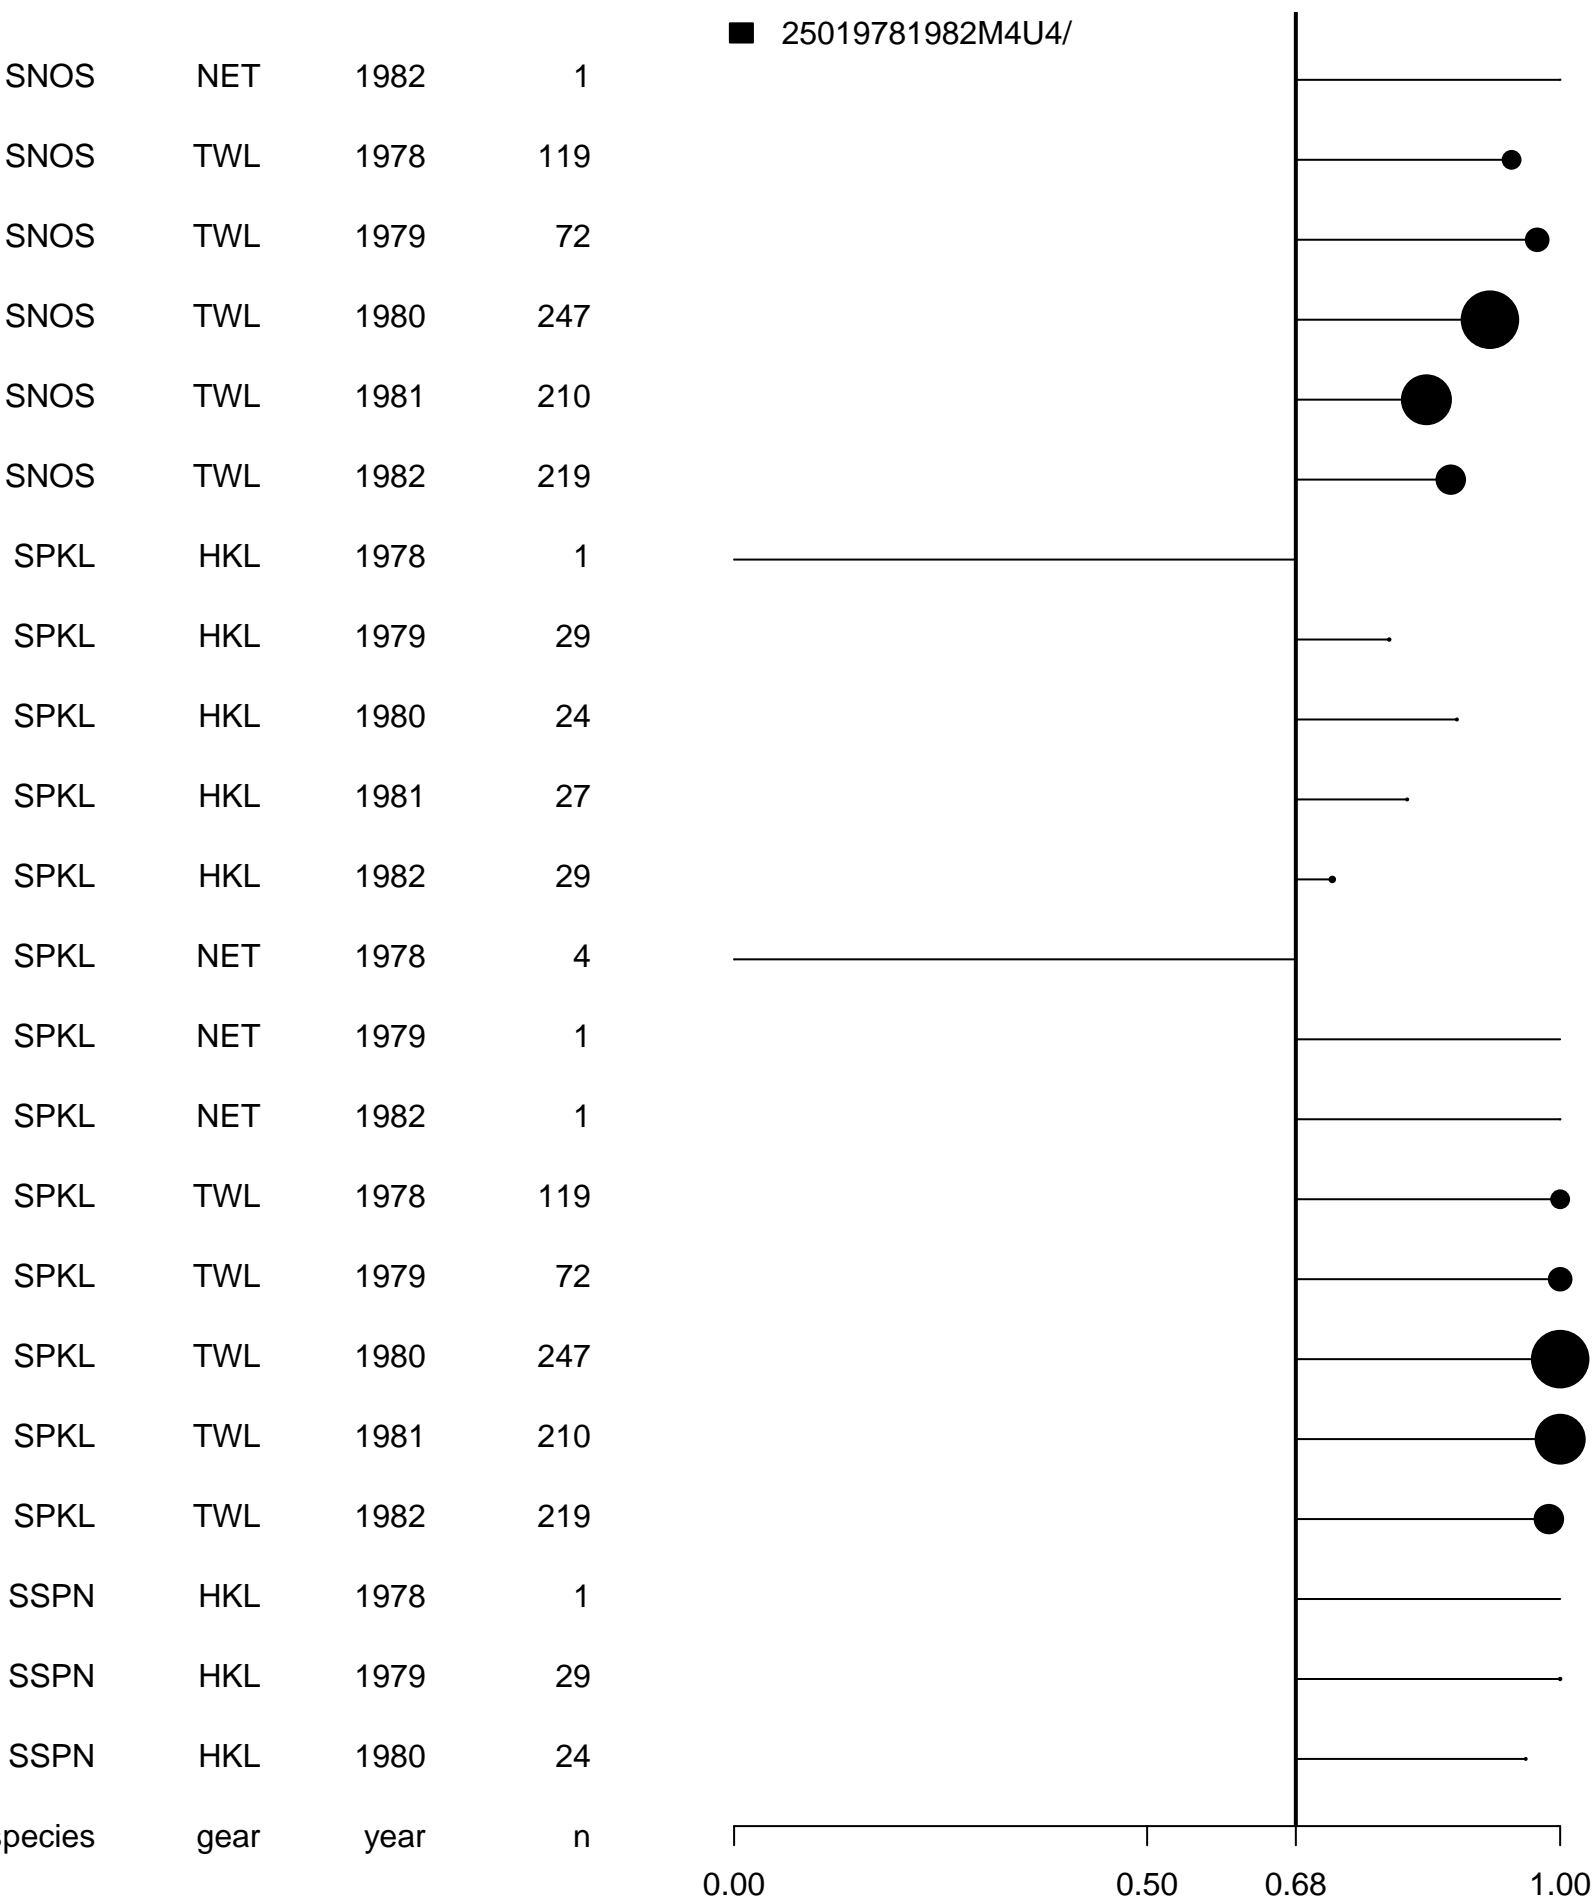 25019781982M4U4/
SNOS NET 1982 1
SNOS TWL 1978 119
SNOS TWL 1979 72
SNOS TWL 1980 247
SNOS TWL 1981 210
SNOS TWL 1982 219
SPKL HKL 1978 1
SPKL HKL 1979 29
SPKL HKL 1980 24
SPKL HKL 1981 27
SPKL HKL 1982 29
SPKL NET 1978 4
SPKL NET 1979 1
SPKL NET 1982 1
SPKL TWL 1978 119
SPKL TWL 1979 72
SPKL TWL 1980 247
SPKL TWL 1981 210
SPKL TWL 1982 219
SSPN HKL 1978 1
SSPN HKL 1979 29
SSPN HKL 1980 24
species gear year n
0.00 0.50 0.68 1.00